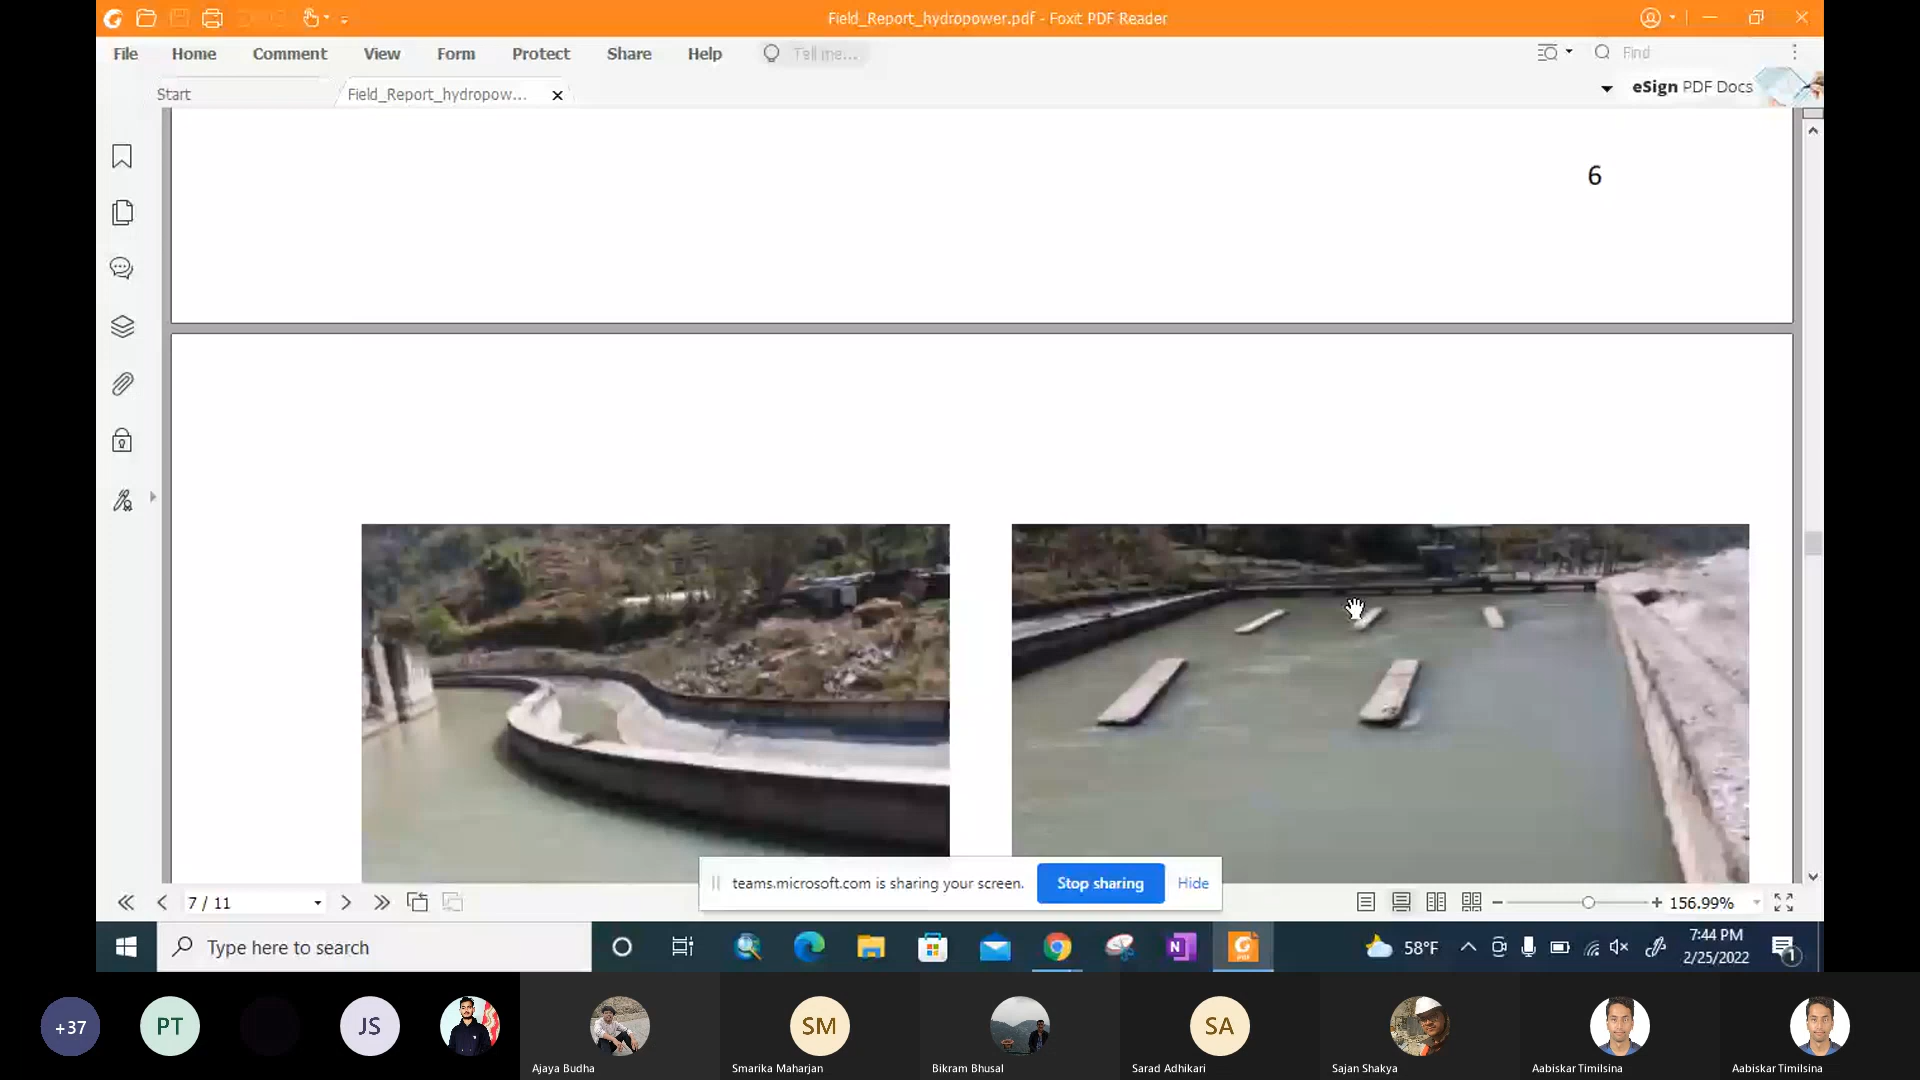 Field_Report_hydropower.pdf - Foxit PDF Reader
File Home Comment View Form Protect Share Help Tell me... Find
Start Field_Report_hydropow... eSign PDF Docs
6
teams.microsoft.com is sharing your screen. Stop sharing Hide
7 / 11 156.99%
Type here to search 58°F 7:44 PM
2/25/2022
1
+37 PT JS SM SA
Ajaya Budha Smarika Maharjan Bikram Bhusal Sarad Adhikari Sajan Shakya Aabiskar Timilsina Aabiskar Timilsina